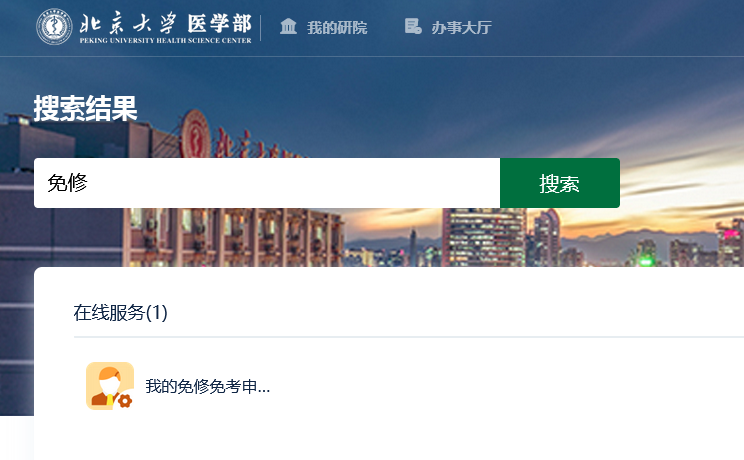 北京大学医学部
PEKING UNIVERSITY HEALTH SCIENCE CENTER
我的研院
办事大厅
搜索结果
免修
搜索
在线服务(1)
我的免修免考申...